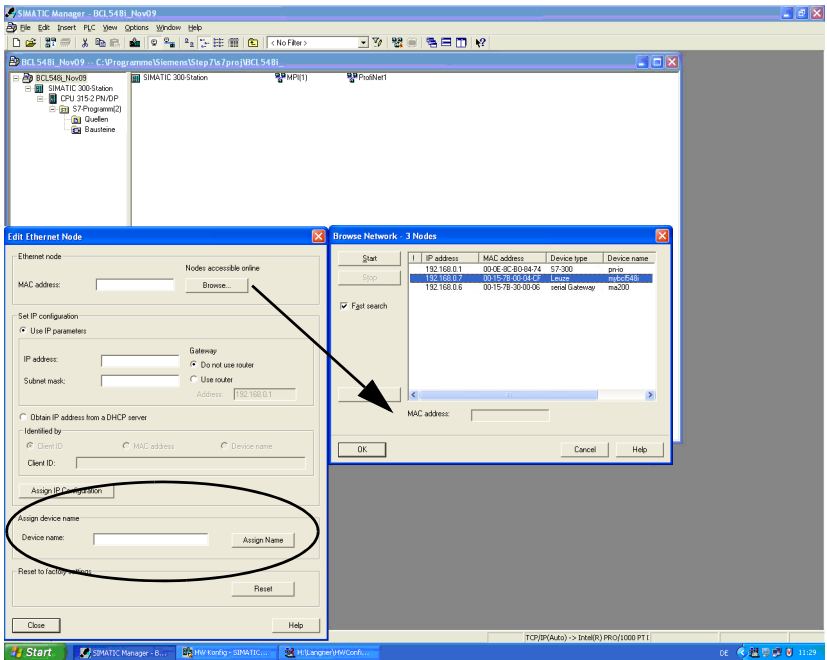 SIMATIC Manager - BCL548i_Nov09
File Edit Insert PLC View Options Window Help
< No Filter >
BCL548i_Nov09 -- C:\Programme\Siemens\Step7\s7proj\BCL548i_
BCL548i_Nov09
SIMATIC 300-Station
CPU 315-2 PN/DP
S7-Programm(2)
Quellen
Bausteine
SIMATIC 300-Station
MPI(1)
ProfiNet1
Edit Ethernet Node
Ethernet node
Nodes accessible online
MAC address:
Browse...
Set IP configuration
Use IP parameters
Gateway
IP address:
Do not use router
Subnet mask:
Use router
Address: 192.168.0.1
Obtain IP address from a DHCP server
Identified by
Client ID
MAC address
Device name
Client ID:
Assign IP Configuration
Assign device name
Device name:
Assign Name
Reset to factory settings
Reset
Close
Help
Browse Network - 3 Nodes
Start
Stop
Fast search
! IP address MAC address Device type Device name
192.168.0.1 00-0E-8C-B0-84-74 S7-300 pn-io
192.168.0.7 00-15-7B-00-04-CF Leuze mybcl548i
192.168.0.6 00-15-7B-30-00-06 serial Gateway ma200
MAC address:
OK
Cancel
Help
TCP/IP(Auto) -> Intel(R) PRO/1000 PT (
Start
SIMATIC Manager - B...
HW Konfig - SIMATIC...
H:\Langner\HWConfi...
DE
11:29